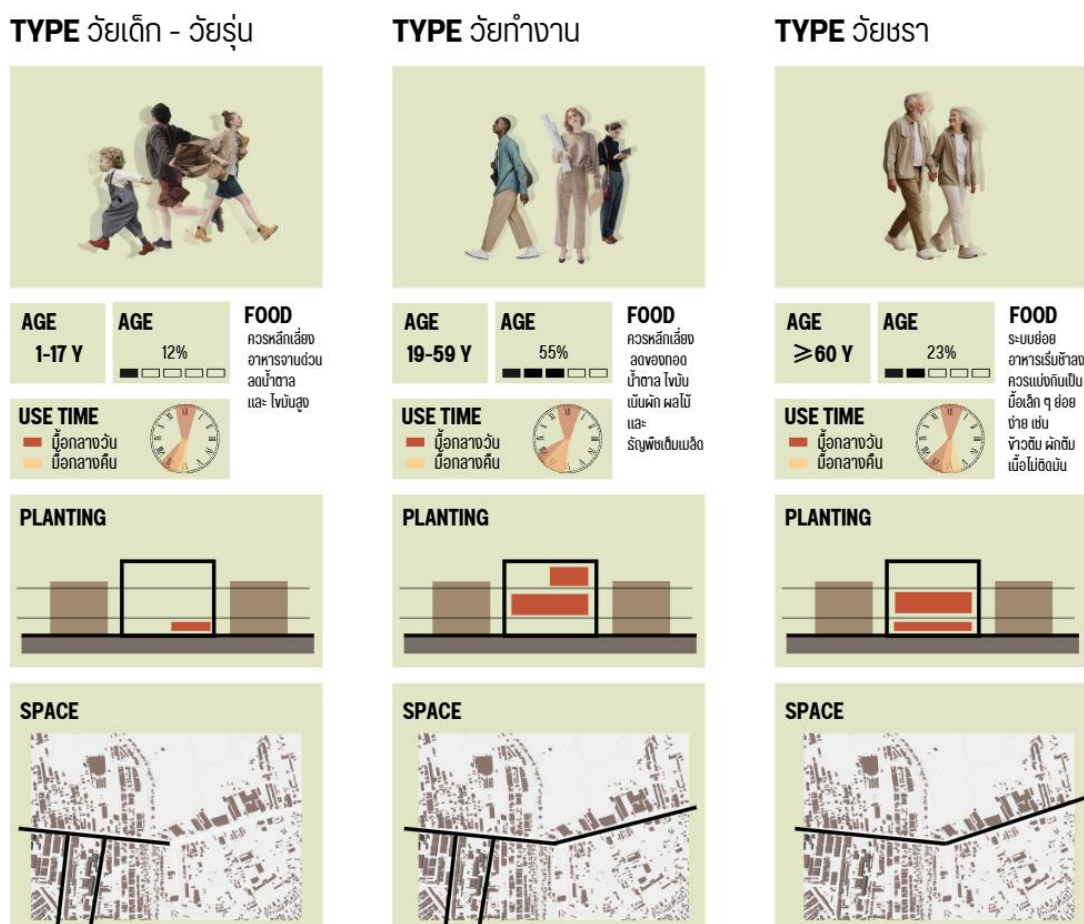 TYPE วัยเด็ก - วัยรุ่น
AGE
1-17 Y
AGE
12%
FOOD
ควรหลีกเลี่ยง
อาหารจานด่วน
ลดน้ำตาล
และ ไขมันสูง
USE TIME
มื้อกลางวัน
มื้อกลางคืน
PLANTING
SPACE
TYPE วัยทำงาน
AGE
19-59 Y
AGE
55%
FOOD
ควรหลีกเลี่ยง
ลดของทอด
น้ำตาล ไขมัน
เน้นผัก ผลไม้
และ
ธัญพืชเต็มเมล็ด
USE TIME
มื้อกลางวัน
มื้อกลางคืน
PLANTING
SPACE
TYPE วัยชรา
AGE
≥60 Y
AGE
23%
FOOD
ระบบย่อย
อาหารเริ่มช้าลง
ควรแบ่งกินเป็น
มื้อเล็ก ๆ ย่อย
ง่าย เช่น
ข้าวต้ม ผักต้ม
เนื้อไม่ติดมัน
USE TIME
มื้อกลางวัน
มื้อกลางคืน
PLANTING
SPACE